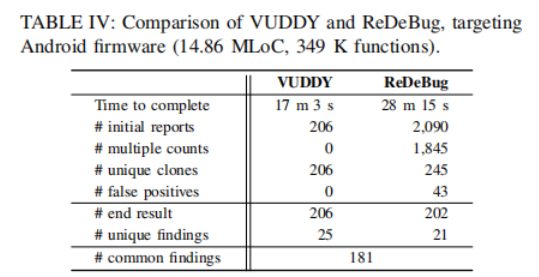 TABLE IV: Comparison of VUDDY and ReDeBug, targeting
Android firmware (14.86 MLoC, 349 K functions).
VUDDY ReDeBug
Time to complete 17 m 3 s 28 m 15 s
# initial reports 206 2,090
# multiple counts 0 1,845
# unique clones 206 245
# false positives 0 43
# end result 206 202
# unique findings 25 21
# common findings 181